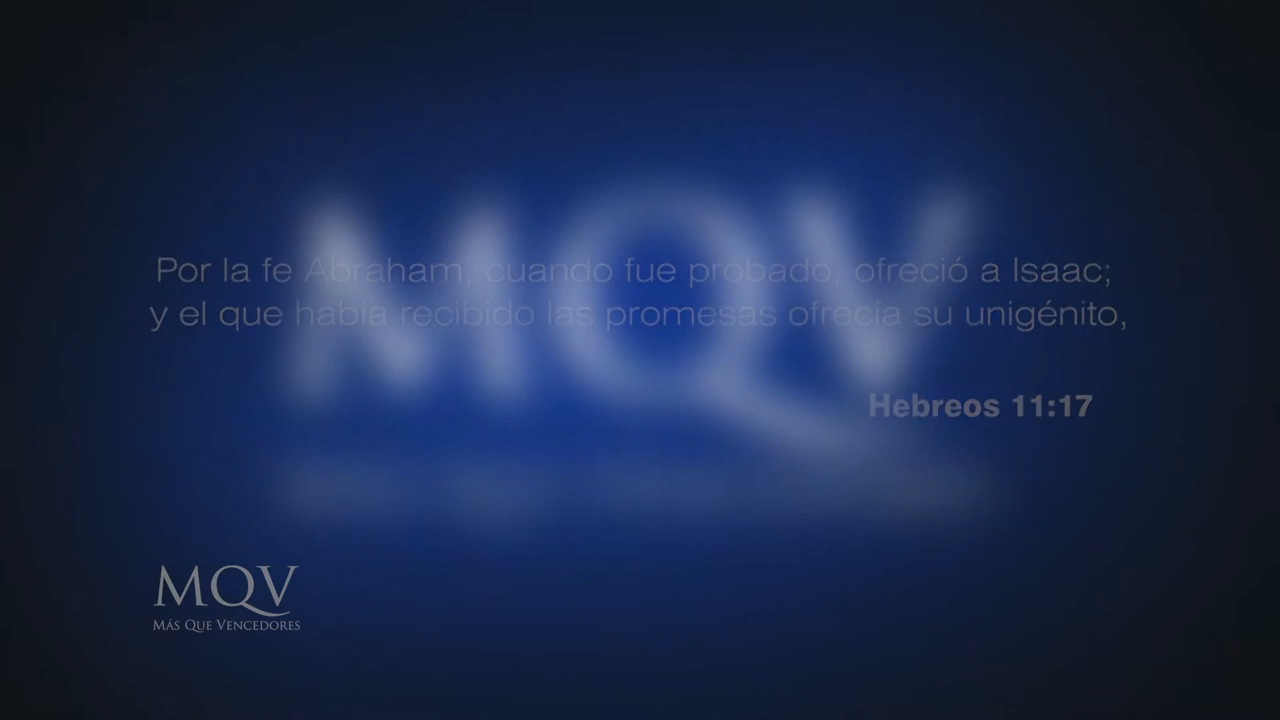 MQV
Por la fe Abraham, cuando fue probado, ofreció a Isaac;
y el que había recibido las promesas ofrecía su unigénito,
Hebreos 11:17
MQV
MÁS QUE VENCEDORES